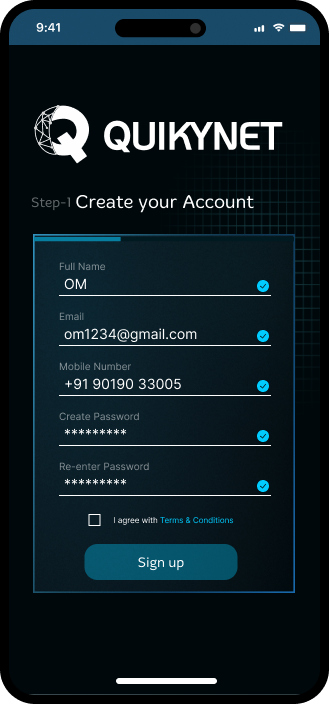 9:41
QUIKYNET
Step-1 Create your Account
Full Name
OM
Email
om1234@gmail.com
Mobile Number
+91 90190 33005
Create Password
*********
Re-enter Password
*********
I agree with Terms & Conditions
Sign up